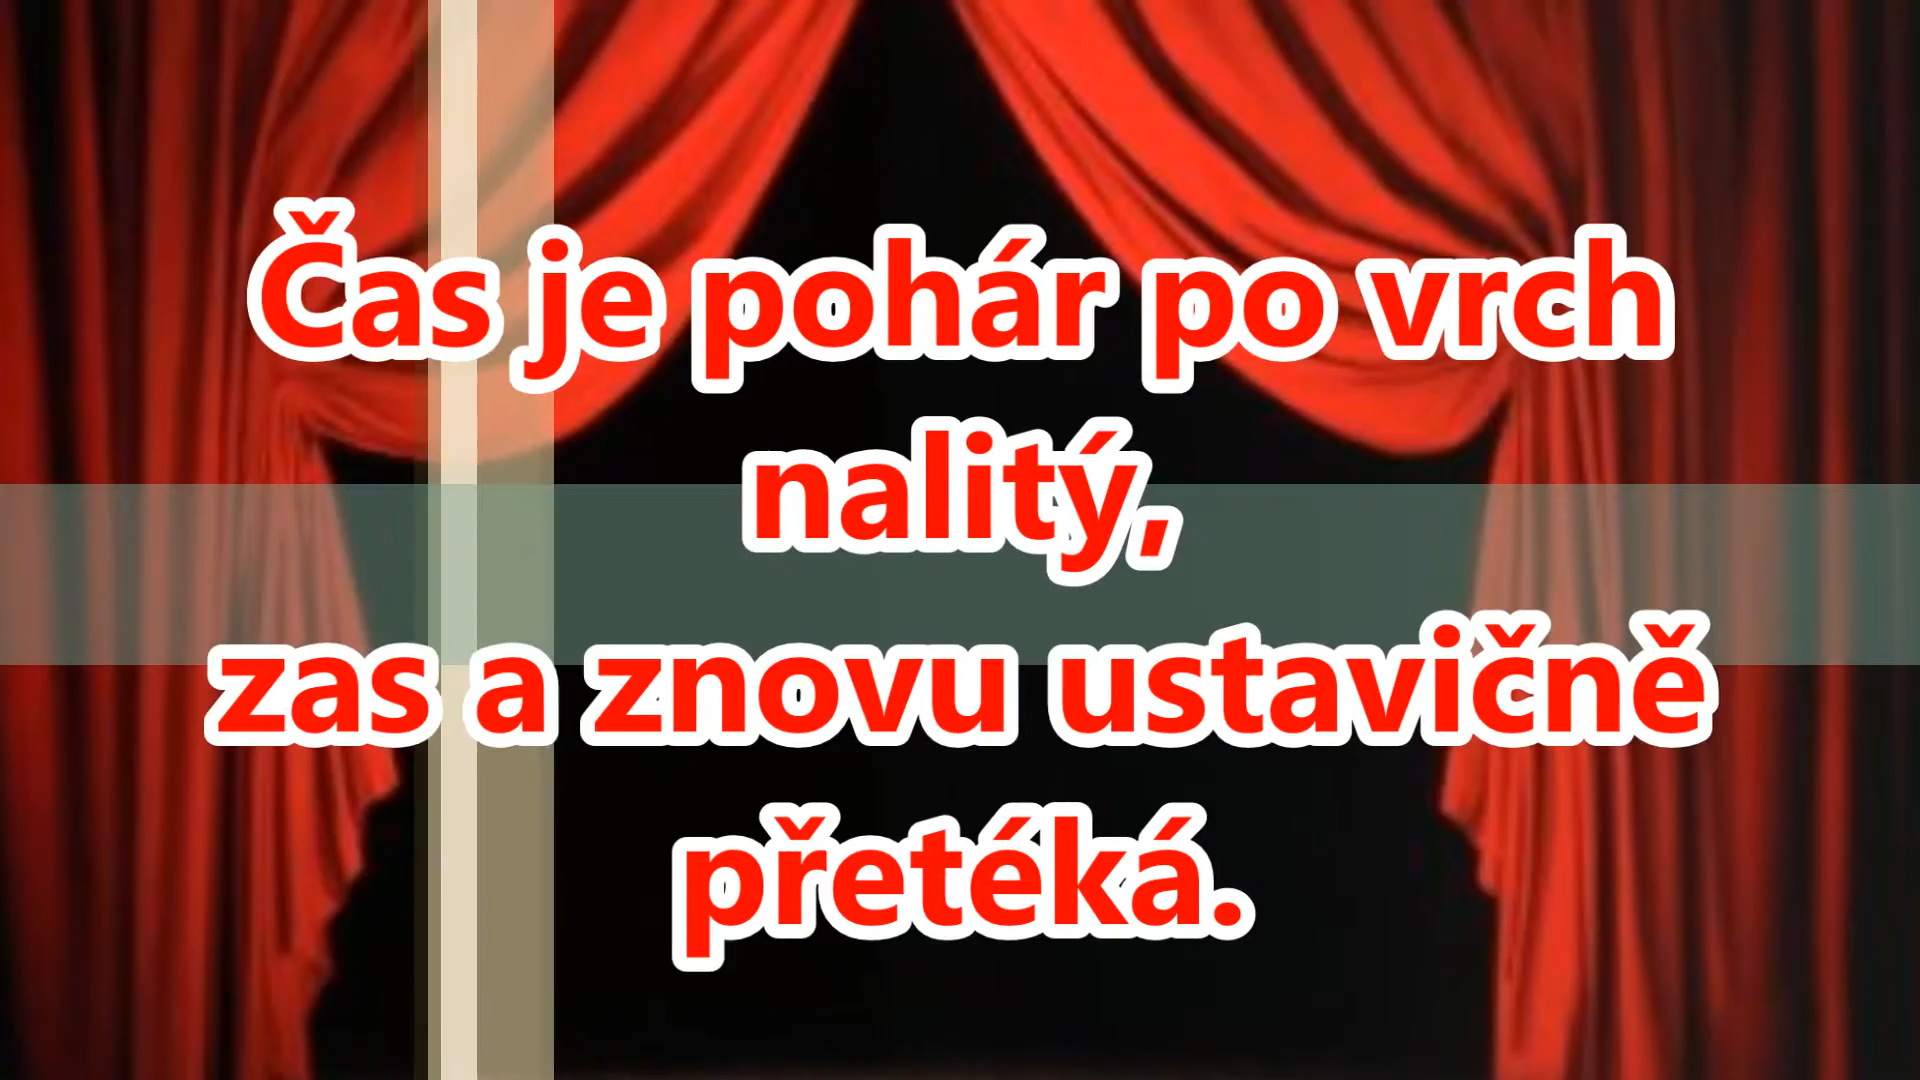 Čas je pohár po vrch
nalitý,
zas a znovu ustavičně
přetéká.